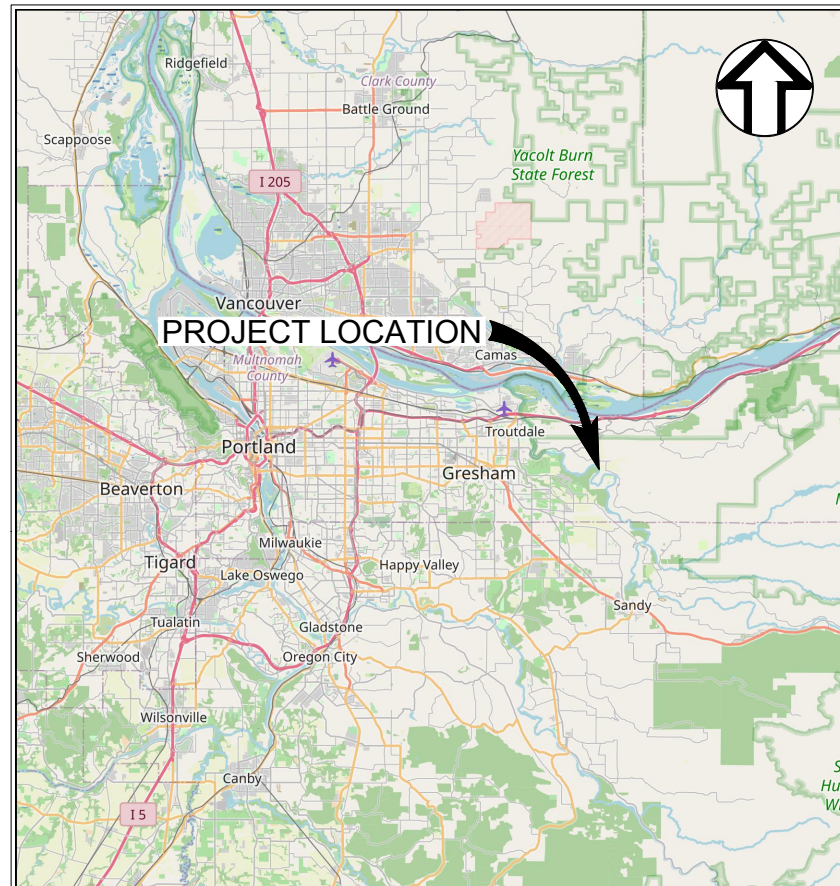 Ridgefield
Clark County
Battle Ground
Scappoose
Yacolt Burn
State Forest
I 205
Vancouver
PROJECT LOCATION
Camas
Multnomah
County
Troutdale
Portland
Gresham
Beaverton
Milwaukie
Tigard
Happy Valley
Lake Oswego
Sandy
Tualatin
Gladstone
Sherwood
Oregon City
Wilsonville
Canby
I 5